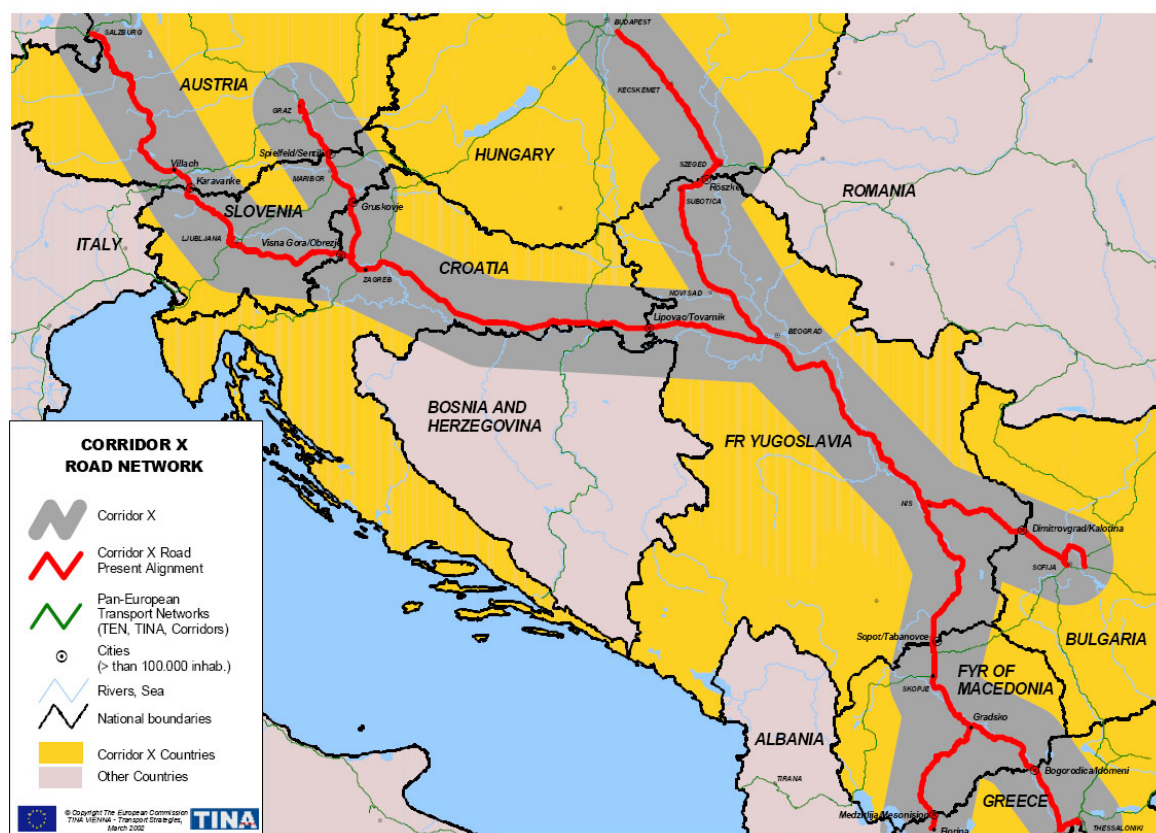 SALZBURG
BUDAPEST
AUSTRIA
KECSKEMET
GRAZ
HUNGARY
Spielfeld/Sentilj
SZEGED
Villach
MARIBOR
Röszke
ROMANIA
Karavanke
SUBOTICA
Gruskovje
SLOVENIA
ITALY
LJUBLJANA
Visna Gora/Obrezje
CROATIA
ZAGREB
NOVI SAD
Lipovac/Tovarnik
BEOGRAD
BOSNIA AND
HERZEGOVINA
FR YUGOSLAVIA
NIS
Dimitrovgrad/Kalotina
SOFIJA
BULGARIA
Sopot/Tabanovce
FYR OF
MACEDONIA
SKOPJE
Gradsko
ALBANIA
TIRANA
Bogorodica/Idomeni
GREECE
Medzitlija/Mesonision
Florina
THESSALONIKI
CORRIDOR X
ROAD NETWORK
Corridor X
Corridor X Road
Present Alignment
Pan-European
Transport Networks
(TEN, TINA, Corridors)
Cities
(> than 100.000 inhab.)
Rivers, Sea
National boundaries
Corridor X Countries
Other Countries
© Copyright The European Commission
TINA VIENNA - Transport Strategies,
March 2002
TINA